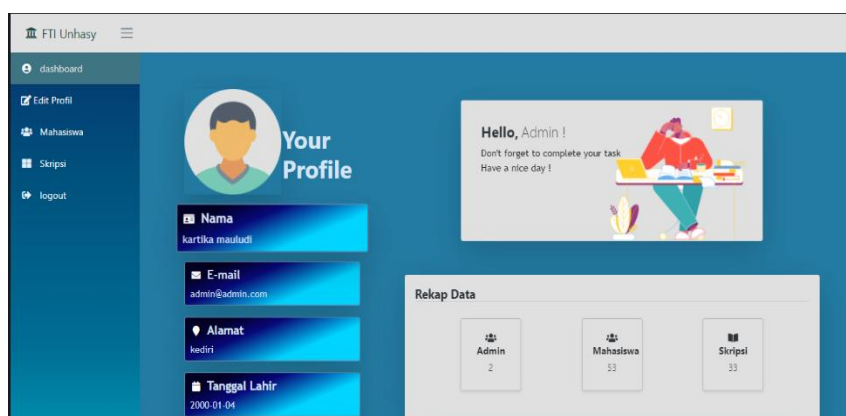 FTI Unhasy
dashboard
Edit Profil
Mahasiswa
Skripsi
logout
Your
Profile
Nama
kartika mauludi
E-mail
admin@admin.com
Alamat
kediri
Tanggal Lahir
2000-01-04
Hello, Admin !
Don't forget to complete your task
Have a nice day !
Rekap Data
Admin
2
Mahasiswa
53
Skripsi
33